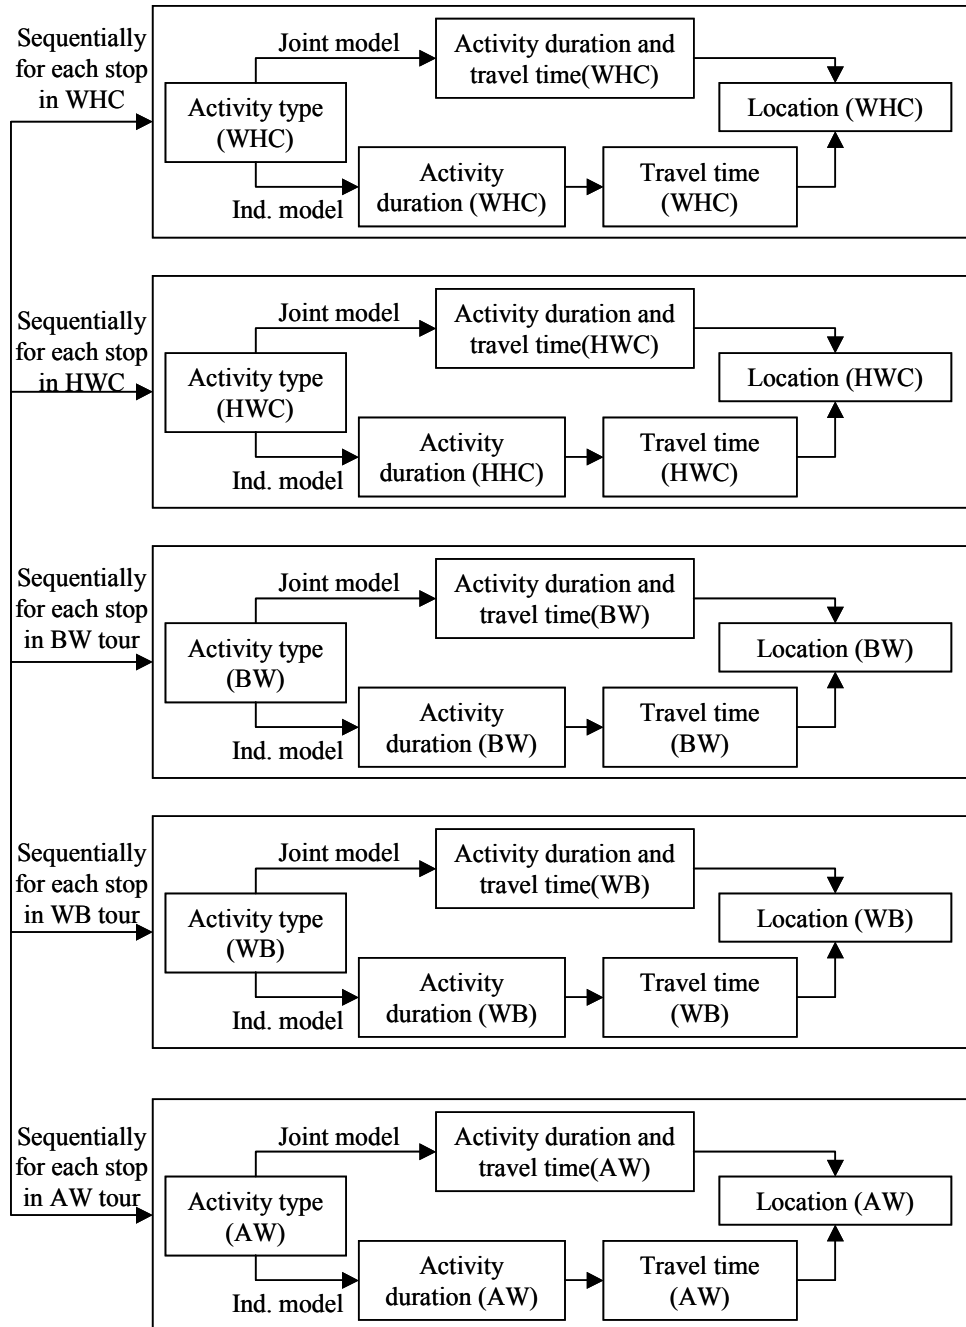 Sequentially
for each stop
in WHC
Joint model
Activity duration and
travel time(WHC)
Activity type
(WHC)
Location (WHC)
Ind. model
Activity
duration (WHC)
Travel time
(WHC)
Sequentially
for each stop
in HWC
Joint model
Activity duration and
travel time(HWC)
Activity type
(HWC)
Location (HWC)
Ind. model
Activity
duration (HHC)
Travel time
(HWC)
Sequentially
for each stop
in BW tour
Joint model
Activity duration and
travel time(BW)
Activity type
(BW)
Location (BW)
Ind. model
Activity
duration (BW)
Travel time
(BW)
Sequentially
for each stop
in WB tour
Joint model
Activity duration and
travel time(WB)
Activity type
(WB)
Location (WB)
Ind. model
Activity
duration (WB)
Travel time
(WB)
Sequentially
for each stop
in AW tour
Joint model
Activity duration and
travel time(AW)
Activity type
(AW)
Location (AW)
Ind. model
Activity
duration (AW)
Travel time
(AW)